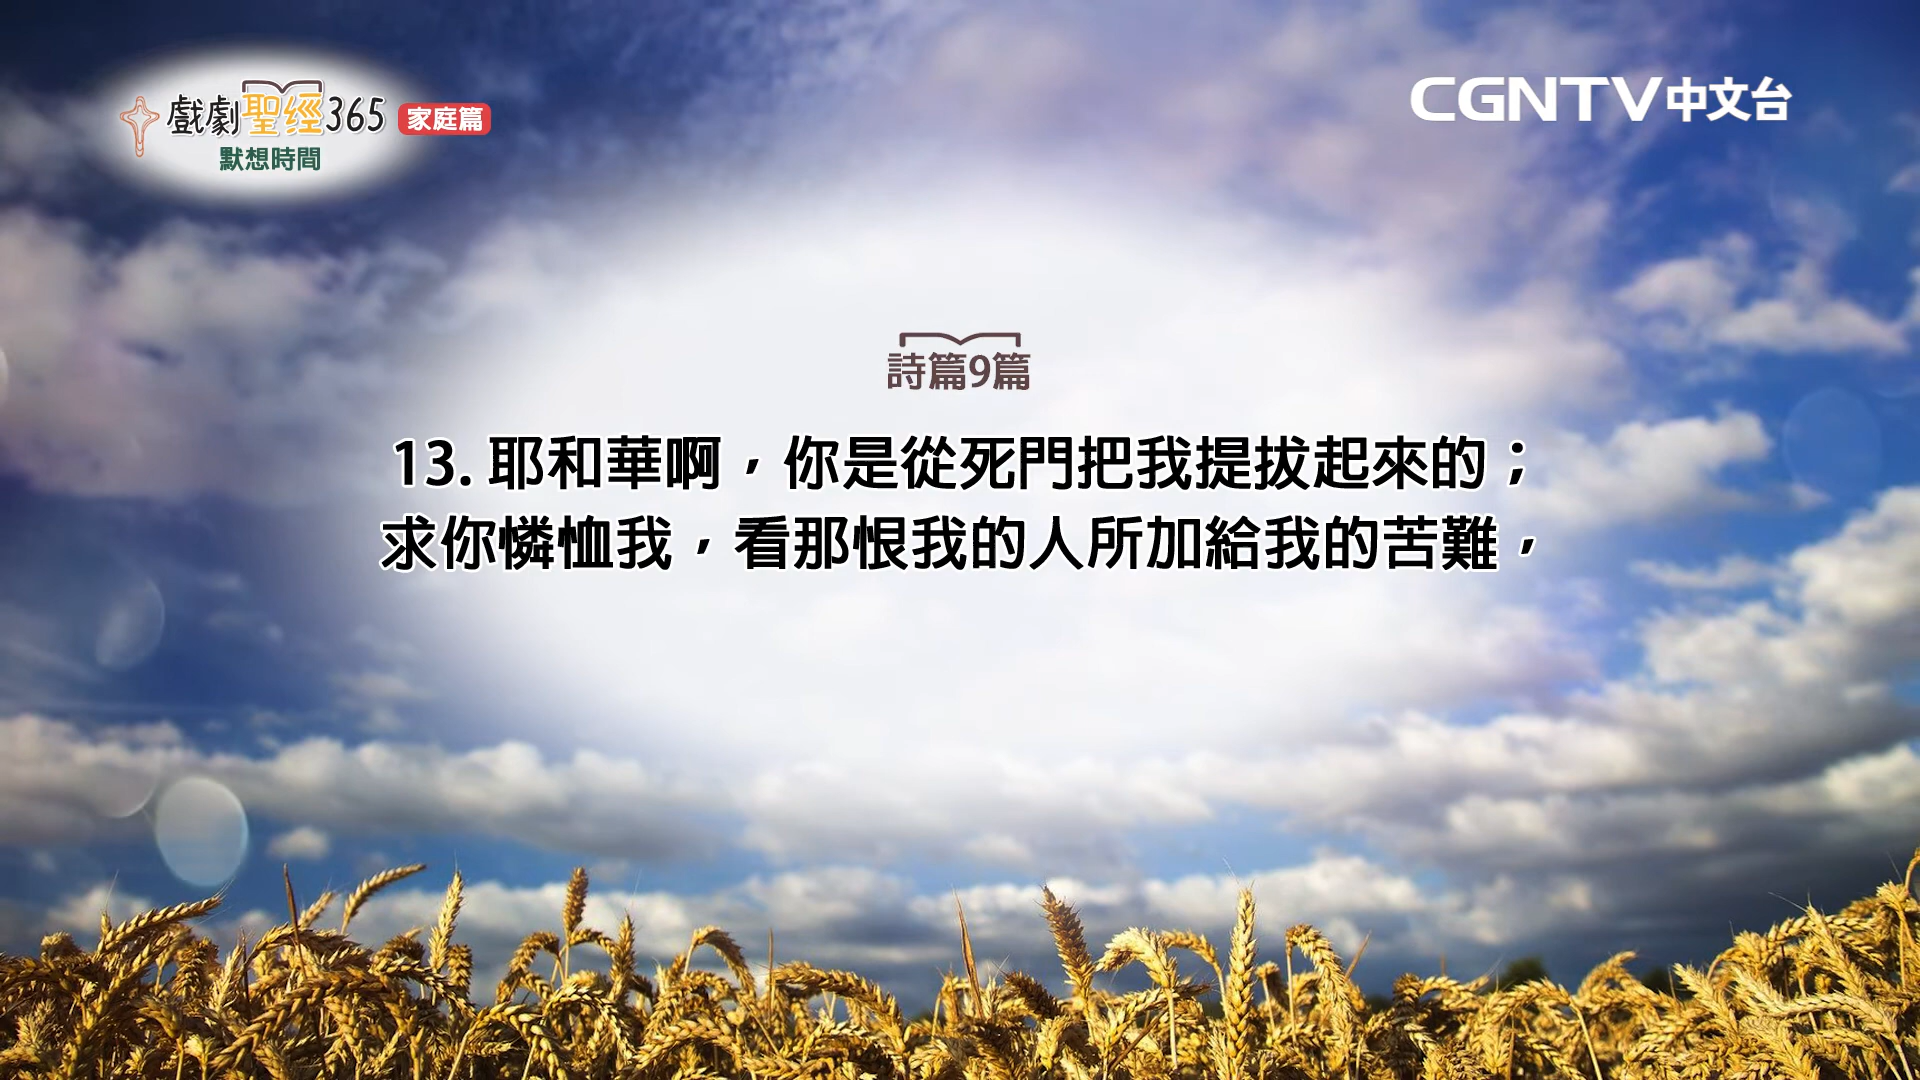 戲劇聖經365 家庭篇
默想時間
CGNTV中文台
詩篇9篇
13. 耶和華啊，你是從死門把我提拔起來的；
求你憐恤我，看那恨我的人所加給我的苦難，